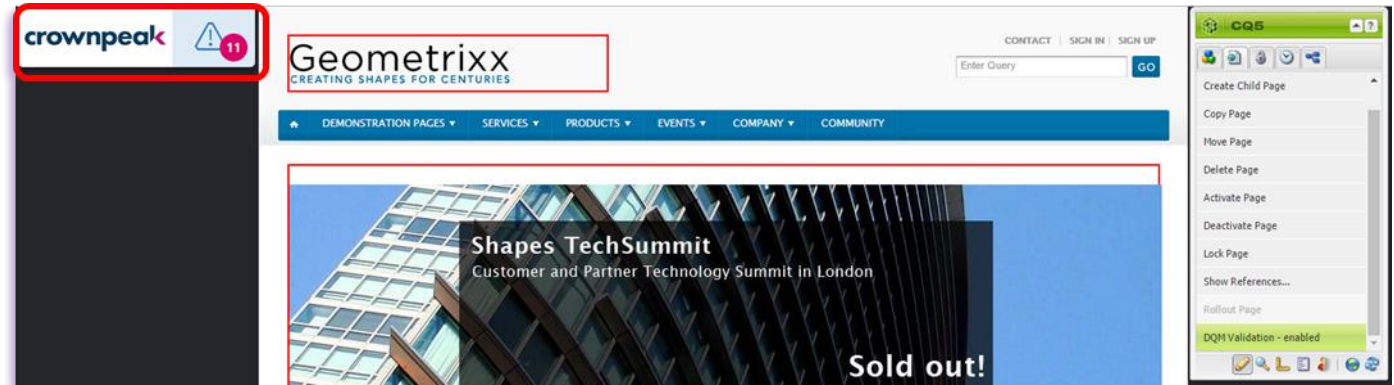 crownpeak
11
Geometrixx
CREATING SHAPES FOR CENTURIES
CONTACT | SIGN IN | SIGN UP
Enter Query
GO
DEMONSTRATION PAGES ▾ SERVICES ▾ PRODUCTS ▾ EVENTS ▾ COMPANY ▾ COMMUNITY
Shapes TechSummit
Customer and Partner Technology Summit in London
Sold out!
CQ5
?
Create Child Page
Copy Page
Move Page
Delete Page
Activate Page
Deactivate Page
Lock Page
Show References...
Rollout Page
DQM Validation - enabled